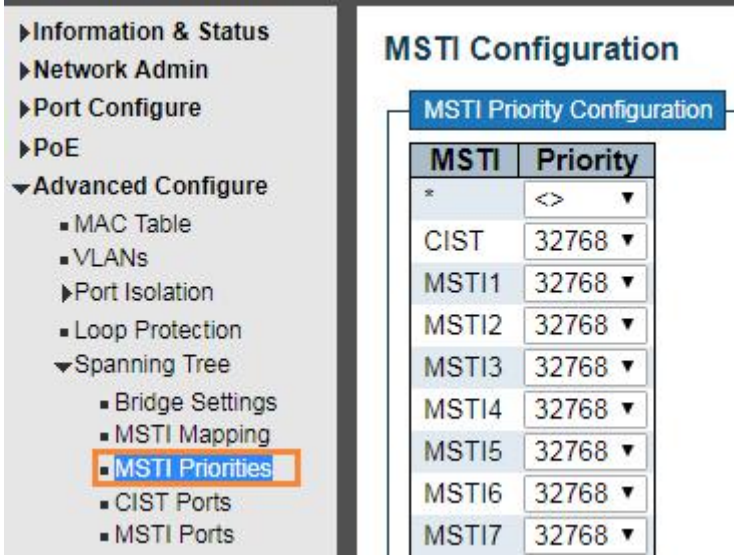 Information & Status
Network Admin
Port Configure
PoE
Advanced Configure
MAC Table
VLANs
Port Isolation
Loop Protection
Spanning Tree
Bridge Settings
MSTI Mapping
MSTI Priorities
CIST Ports
MSTI Ports
MSTI Configuration
MSTI Priority Configuration
MSTI Priority
* <>
CIST 32768
MSTI1 32768
MSTI2 32768
MSTI3 32768
MSTI4 32768
MSTI5 32768
MSTI6 32768
MSTI7 32768